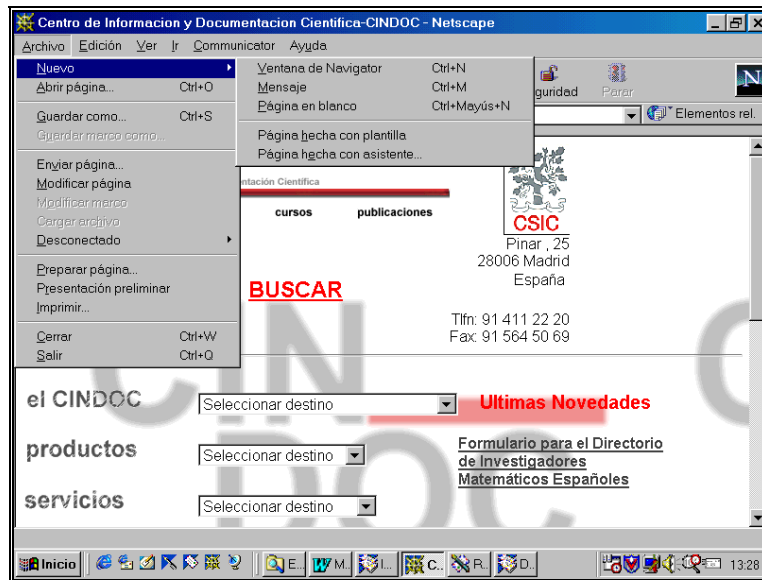 Centro de Informacion y Documentacion Científica-CINDOC - Netscape
Archivo Edición Ver Ir Communicator Ayuda
Nuevo
Abrir página... Ctrl+O
Guardar como... Ctrl+S
Guardar marco como...
Enviar página...
Modificar página
Modificar marco
Cargar archivo
Desconectado
Preparar página...
Presentación preliminar
Imprimir...
Cerrar Ctrl+W
Salir Ctrl+Q
Ventana de Navigator Ctrl+N
Mensaje Ctrl+M
Página en blanco Ctrl+Mayús+N
Página hecha con plantilla
Página hecha con asistente...
guridad Parar
N
Elementos rel.
entación Científica
cursos publicaciones
CSIC
Pinar , 25
28006 Madrid
España
BUSCAR
Tlfn: 91 411 22 20
Fax: 91 564 50 69
CIN
DOC
C
el CINDOC Seleccionar destino Ultimas Novedades
productos Seleccionar destino
Formulario para el Directorio
de Investigadores
Matemáticos Españoles
servicios Seleccionar destino
Inicio E... M... I... C... R... D... 13:28